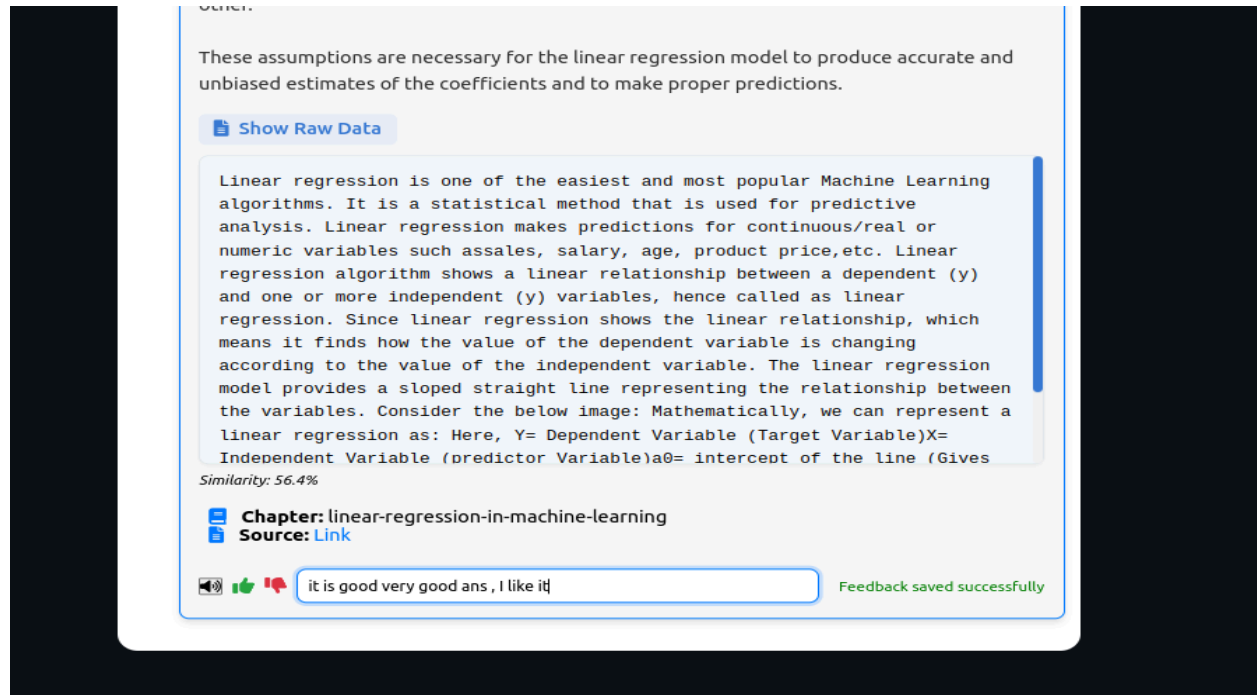 other.
These assumptions are necessary for the linear regression model to produce accurate and
unbiased estimates of the coefficients and to make proper predictions.
Show Raw Data
Linear regression is one of the easiest and most popular Machine Learning
algorithms. It is a statistical method that is used for predictive
analysis. Linear regression makes predictions for continuous/real or
numeric variables such assales, salary, age, product price,etc. Linear
regression algorithm shows a linear relationship between a dependent (y)
and one or more independent (y) variables, hence called as linear
regression. Since linear regression shows the linear relationship, which
means it finds how the value of the dependent variable is changing
according to the value of the independent variable. The linear regression
model provides a sloped straight line representing the relationship between
the variables. Consider the below image: Mathematically, we can represent a
linear regression as: Here, Y= Dependent Variable (Target Variable)X=
Independent Variable (predictor Variable)a0= intercept of the line (Gives
Similarity: 56.4%
Chapter: linear-regression-in-machine-learning
Source: Link
it is good very good ans , I like it
Feedback saved successfully